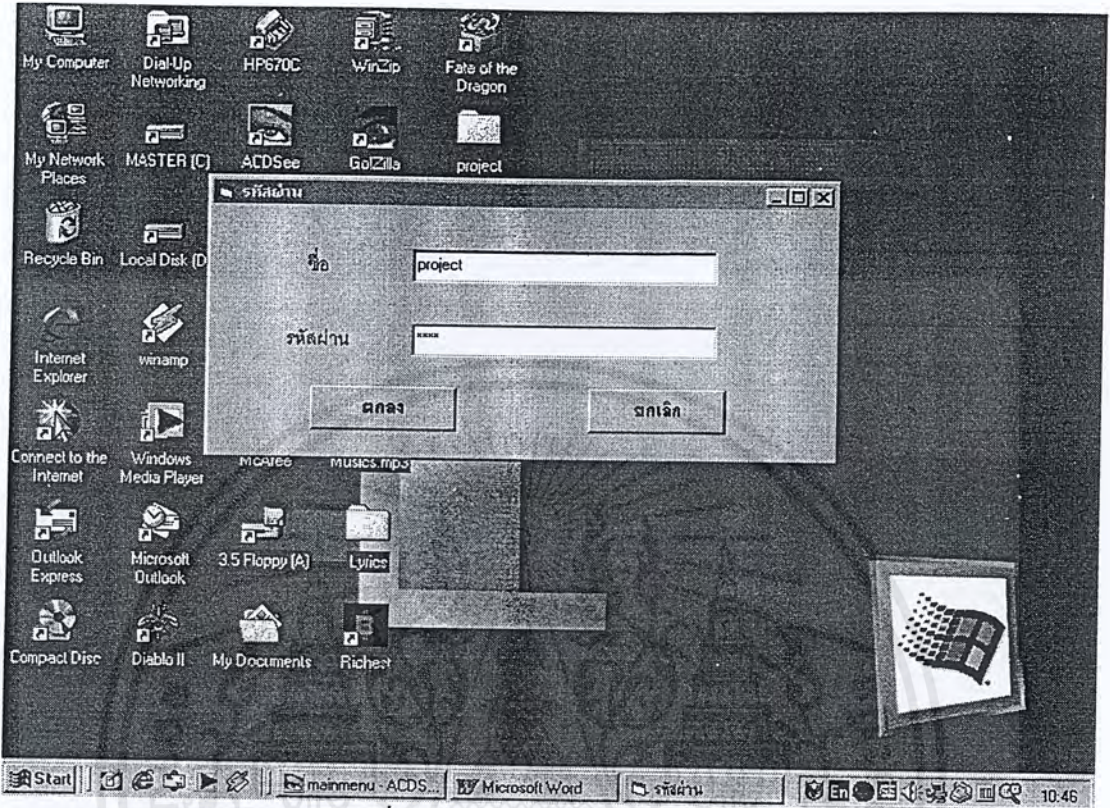 My Computer
Dial-Up
Networking
HP670C
WinZip
Fate of the
Dragon
My Network
Places
MASTER (C)
ACDSee
Go!Zilla
project
รหัสผ่าน
Recycle Bin
Local Disk (D
ชื่อ
project
รหัสผ่าน
****
Internet
Explorer
winamp
ตกลง
ยกเลิก
Connect to the
Internet
Windows
Media Player
McAfee
Musics.mp3
Outlook
Express
Microsoft
Outlook
3.5 Floppy (A)
Lyrics
Compact Disc
Diablo II
My Documents
Richest
Start
mainmenu - ACDS...
Microsoft Word
รหัสผ่าน
En
10:46